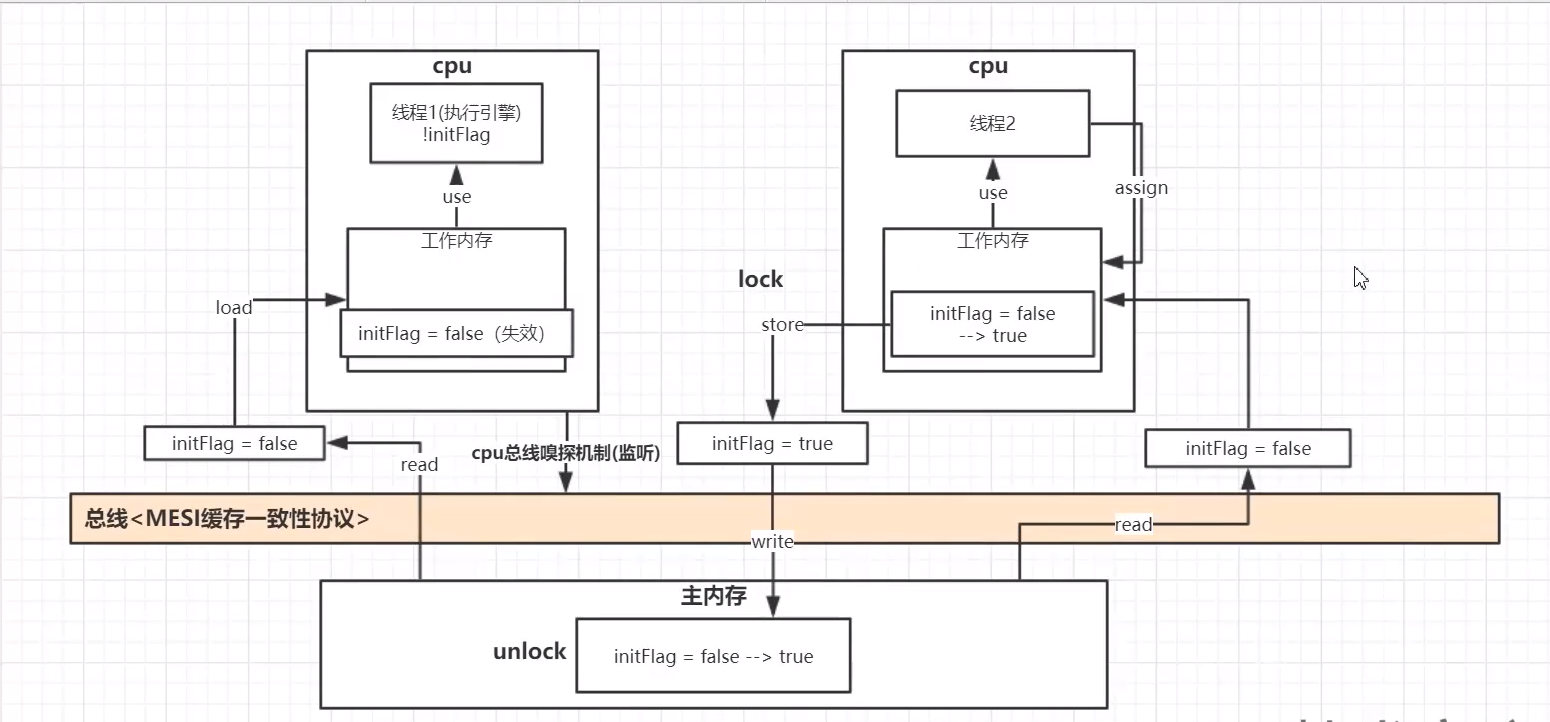 cpu
线程1(执行引擎)
!initFlag
use
工作内存
load
initFlag = false（失效）
initFlag = false
read
cpu总线嗅探机制(监听)
cpu
线程2
use
assign
工作内存
lock
store
initFlag = false
--> true
initFlag = true
initFlag = false
总线<MESI缓存一致性协议>
write
read
主内存
unlock
initFlag = false --> true